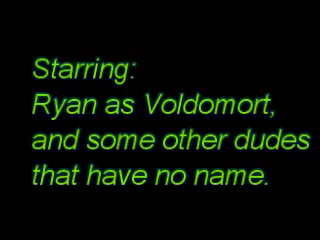 Starring:
Ryan as Voldomort,
and some other dudes
that have no name.